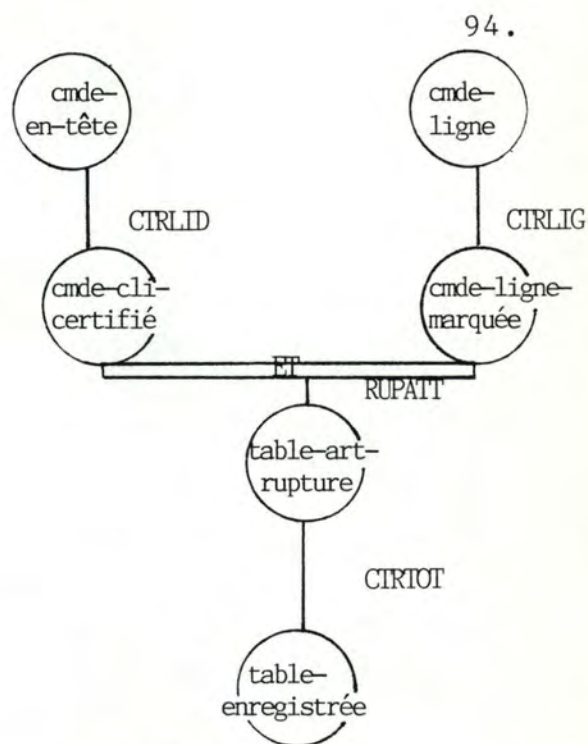 94.
cmde-
en-tête
cmde-
ligne
CTRLID
CTRLIG
cmde-cli-
certifié
cmde-ligne-
marquée
ET
RUPATT
table-art-
rupture
CTRTOT
table-
enregistrée